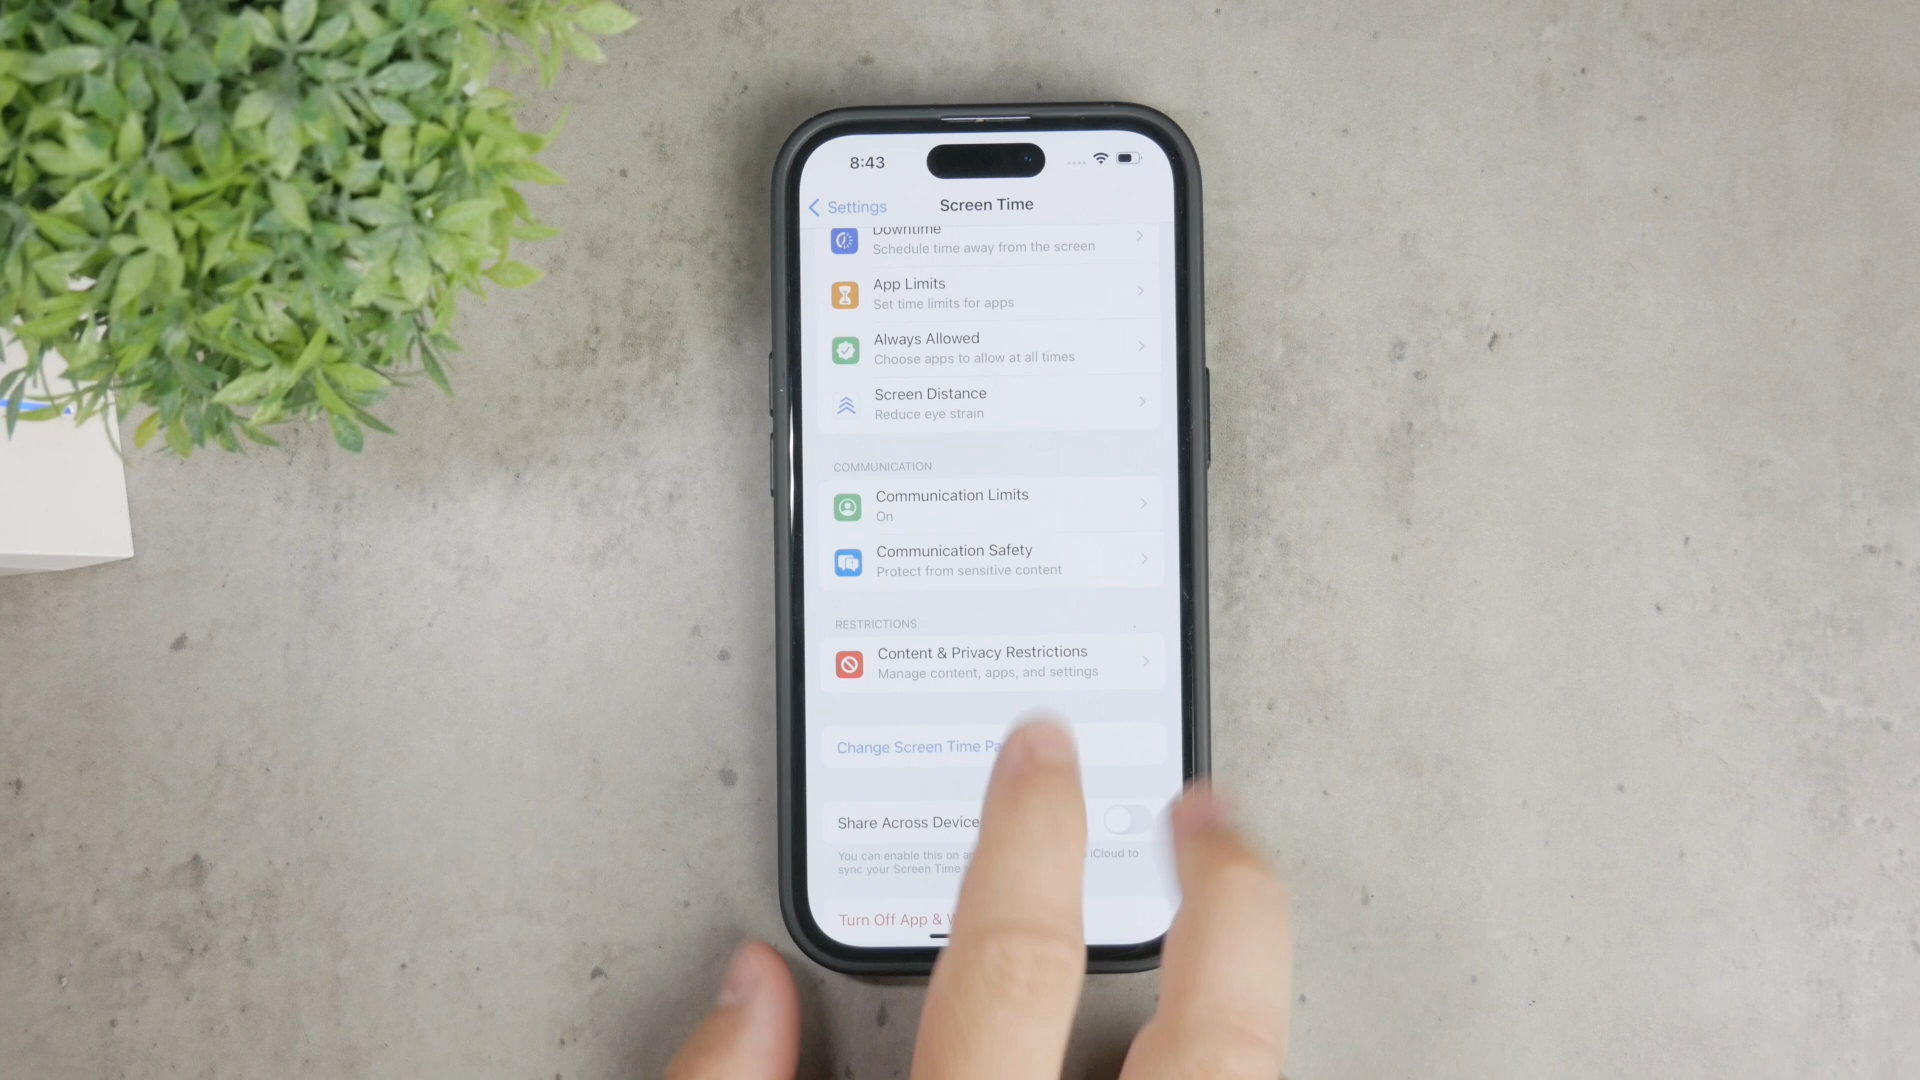 8:43
Settings
Screen Time
Downtime
Schedule time away from the screen
App Limits
Set time limits for apps
Always Allowed
Choose apps to allow at all times
Screen Distance
Reduce eye strain
COMMUNICATION
Communication Limits
On
Communication Safety
Protect from sensitive content
RESTRICTIONS
Content & Privacy Restrictions
Manage content, apps, and settings
Change Screen Time
Share Across
You can enable this on iCloud to
sync your Screen Time
Turn Off App &